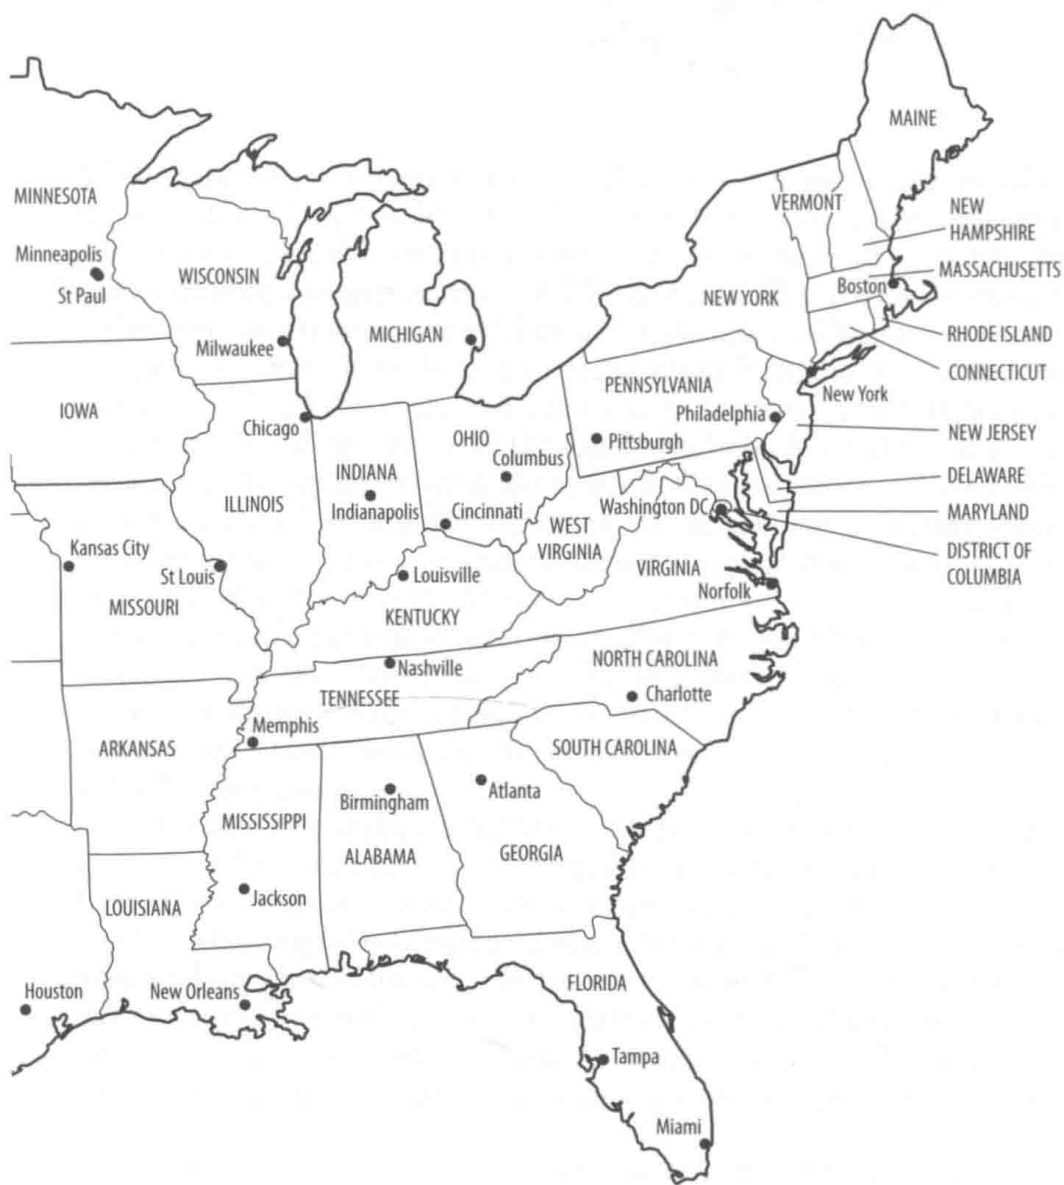 MAINE
MINNESOTA
VERMONT
NEW
HAMPSHIRE
Minneapolis
St Paul
WISCONSIN
MASSACHUSETTS
Boston
NEW YORK
MICHIGAN
RHODE ISLAND
Milwaukee
CONNECTICUT
PENNSYLVANIA
New York
IOWA
Philadelphia
Chicago
NEW JERSEY
OHIO
Pittsburgh
Columbus
INDIANA
DELAWARE
ILLINOIS
Indianapolis
Cincinnati
Washington DC
MARYLAND
WEST
VIRGINIA
DISTRICT OF
COLUMBIA
Kansas City
St Louis
Louisville
VIRGINIA
Norfolk
MISSOURI
KENTUCKY
NORTH CAROLINA
Nashville
TENNESSEE
Charlotte
Memphis
ARKANSAS
SOUTH CAROLINA
Atlanta
Birmingham
MISSISSIPPI
ALABAMA
GEORGIA
Jackson
LOUISIANA
FLORIDA
Houston
New Orleans
Tampa
Miami